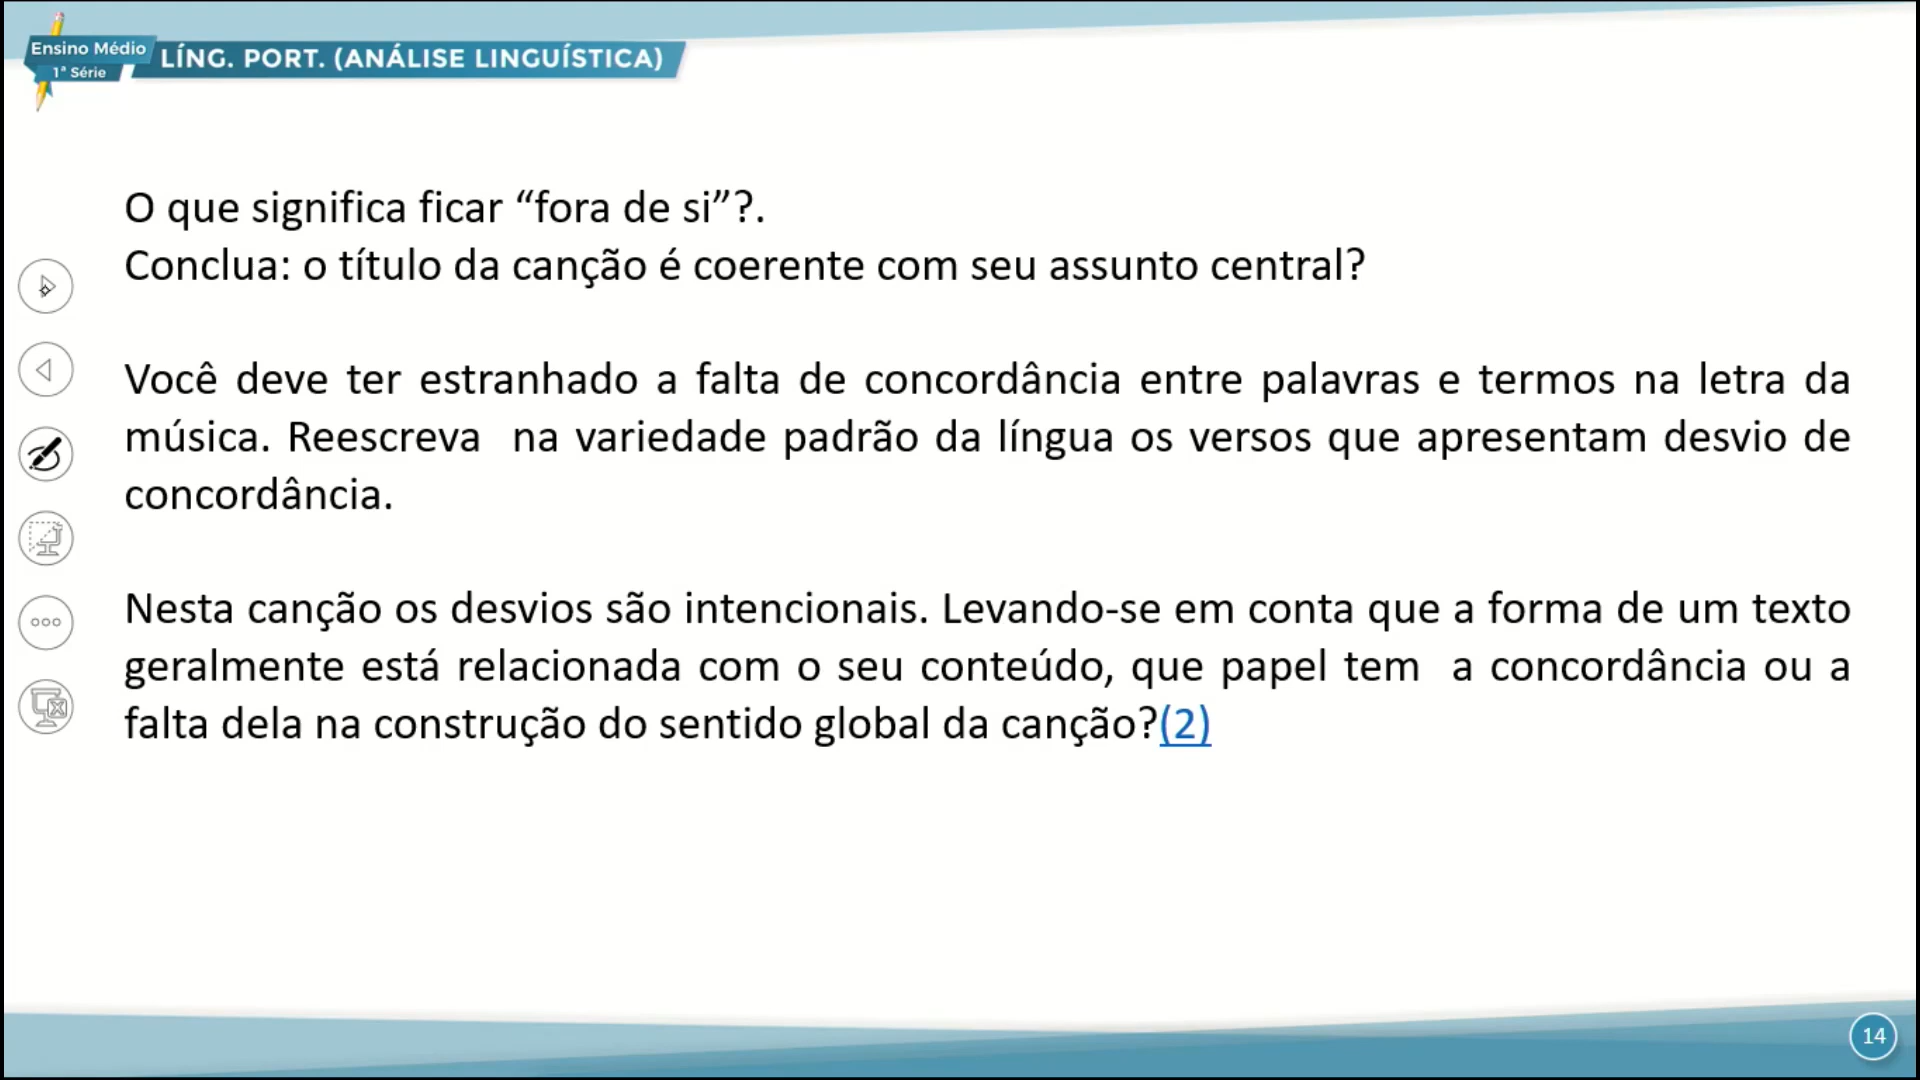 Ensino Médio
1ª Série
LÍNG. PORT. (ANÁLISE LINGUÍSTICA)
O que significa ficar “fora de si”?.
Conclua: o título da canção é coerente com seu assunto central?
Você deve ter estranhado a falta de concordância entre palavras e termos na letra da
música. Reescreva na variedade padrão da língua os versos que apresentam desvio de
concordância.
Nesta canção os desvios são intencionais. Levando-se em conta que a forma de um texto
geralmente está relacionada com o seu conteúdo, que papel tem a concordância ou a
falta dela na construção do sentido global da canção?(2)
14